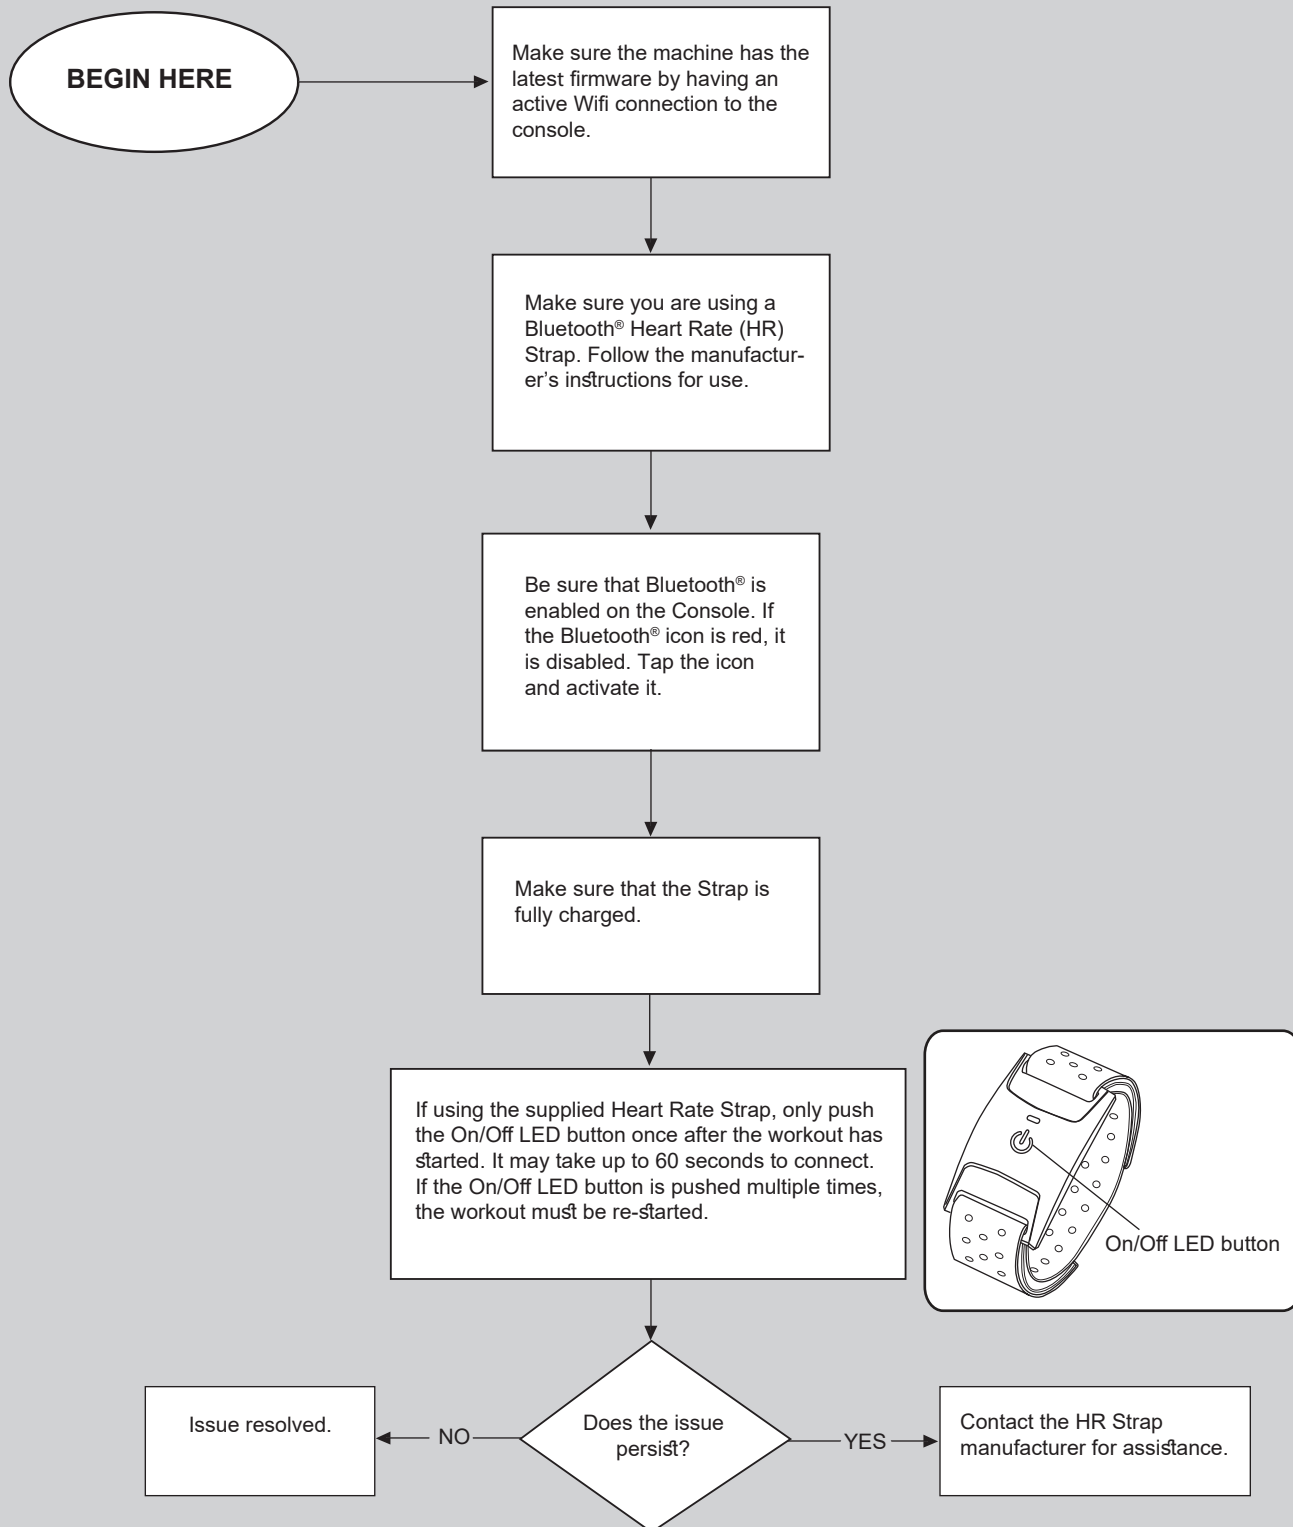 BEGIN HERE
Make sure the machine has the
latest firmware by having an
active Wifi connection to the
console.
Make sure you are using a
Bluetooth® Heart Rate (HR)
Strap. Follow the manufactur-
er’s instructions for use.
Be sure that Bluetooth® is
enabled on the Console. If
the Bluetooth® icon is red, it
is disabled. Tap the icon
and activate it.
Make sure that the Strap is
fully charged.
If using the supplied Heart Rate Strap, only push
the On/Off LED button once after the workout has
started. It may take up to 60 seconds to connect.
If the On/Off LED button is pushed multiple times,
the workout must be re-started.
On/Off LED button
Does the issue
persist?
NO
Issue resolved.
YES
Contact the HR Strap
manufacturer for assistance.